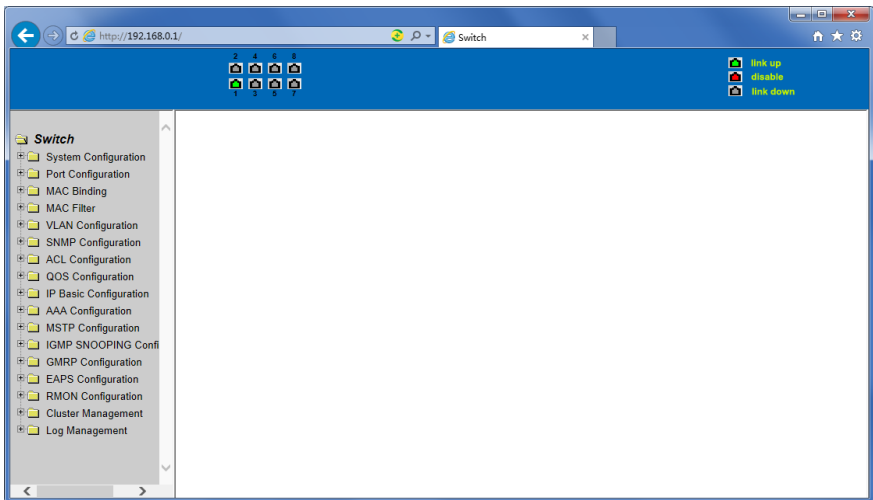 http://192.168.0.1/
Switch
2 4 6 8
1 3 5 7
link up
disable
link down
Switch
System Configuration
Port Configuration
MAC Binding
MAC Filter
VLAN Configuration
SNMP Configuration
ACL Configuration
QOS Configuration
IP Basic Configuration
AAA Configuration
MSTP Configuration
IGMP SNOOPING Confi
GMRP Configuration
EAPS Configuration
RMON Configuration
Cluster Management
Log Management